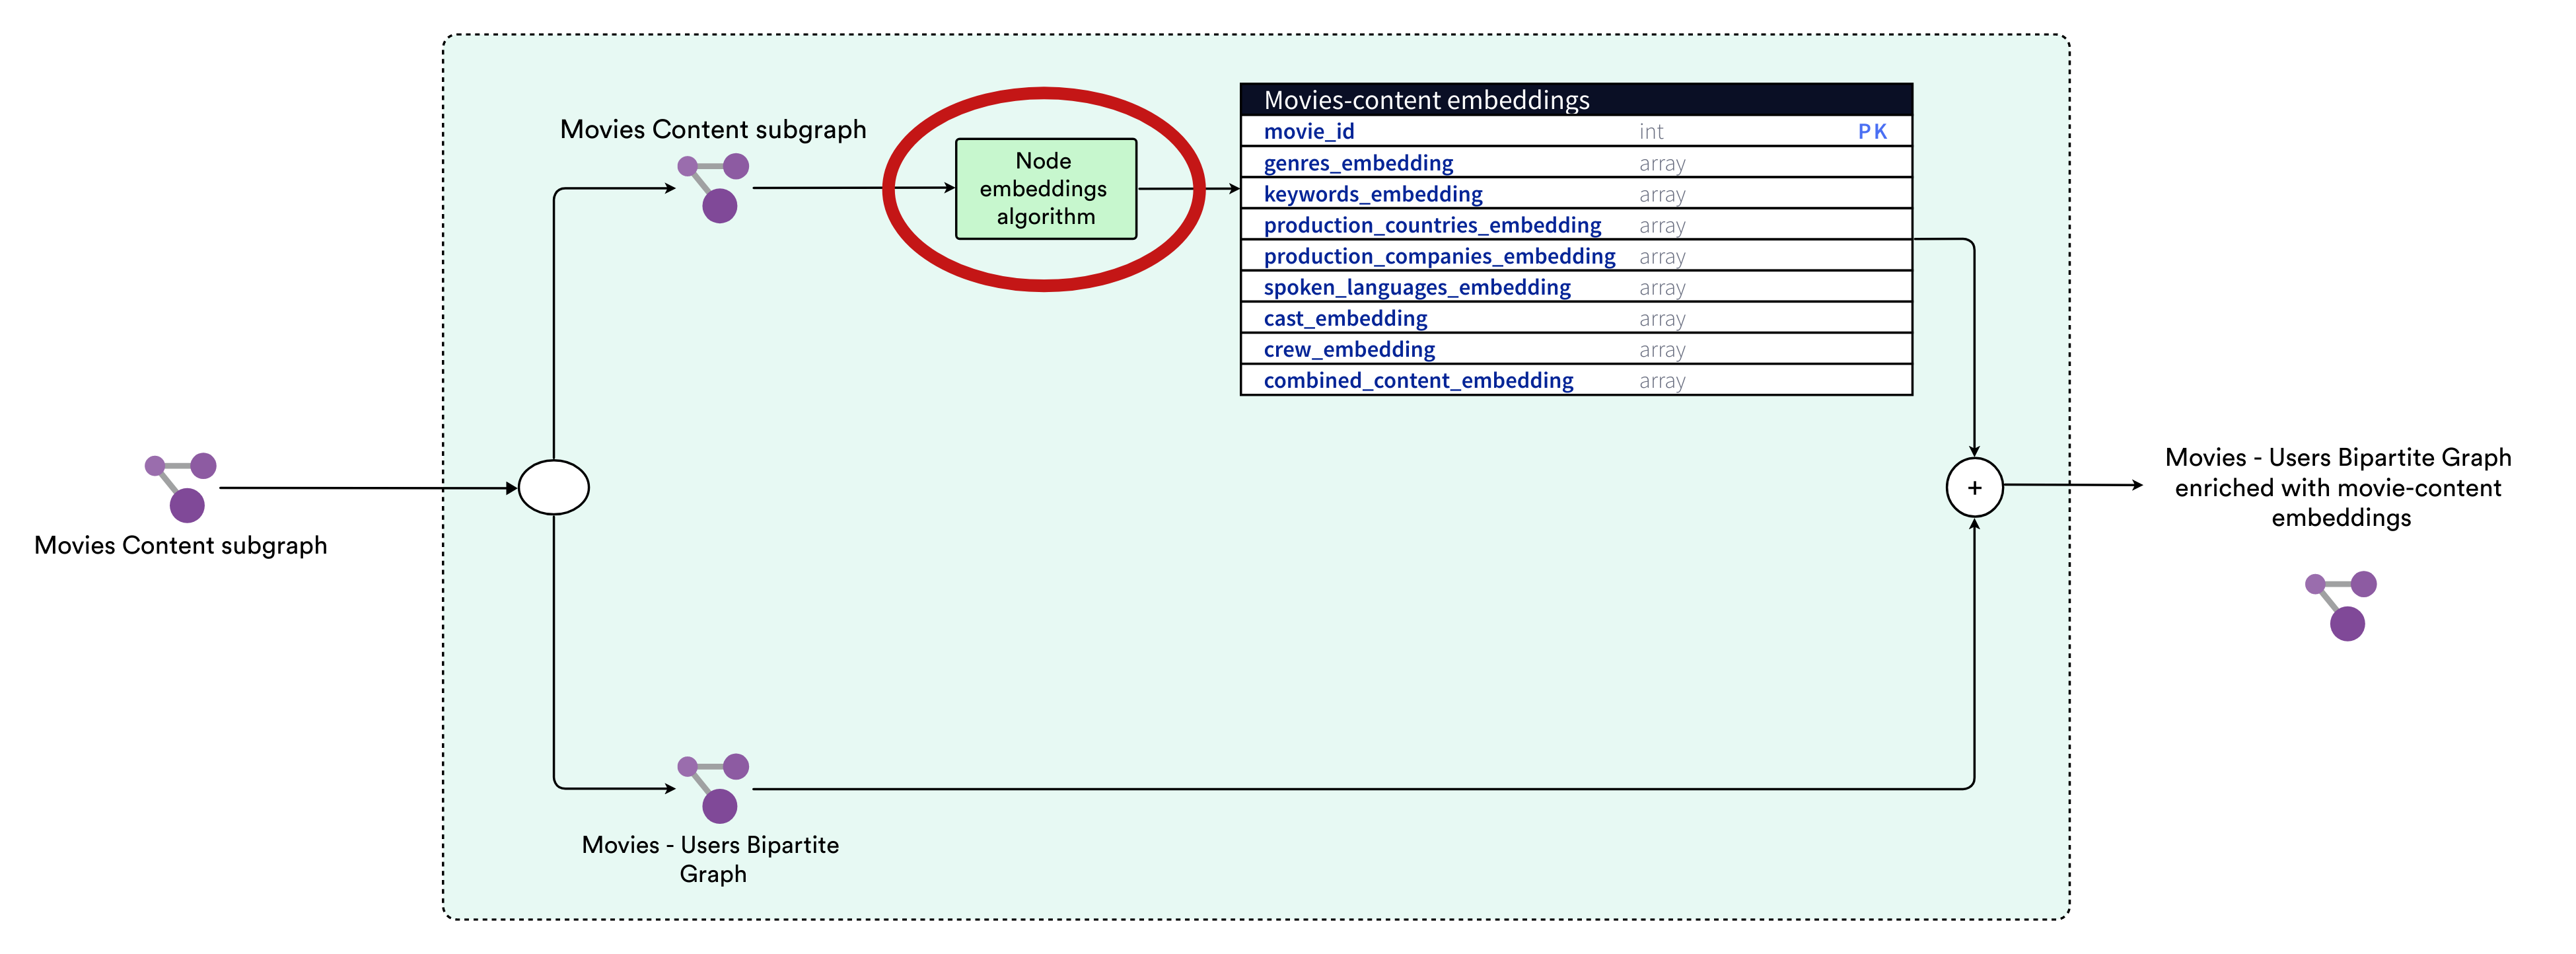 Movies Content subgraph
Movies Content subgraph
Node
embeddings
algorithm
Movies-content embeddings
movie_id int PK
genres_embedding array
keywords_embedding array
production_countries_embedding array
production_companies_embedding array
spoken_languages_embedding array
cast_embedding array
crew_embedding array
combined_content_embedding array
Movies - Users Bipartite
Graph
+
Movies - Users Bipartite Graph
enriched with movie-content
embeddings